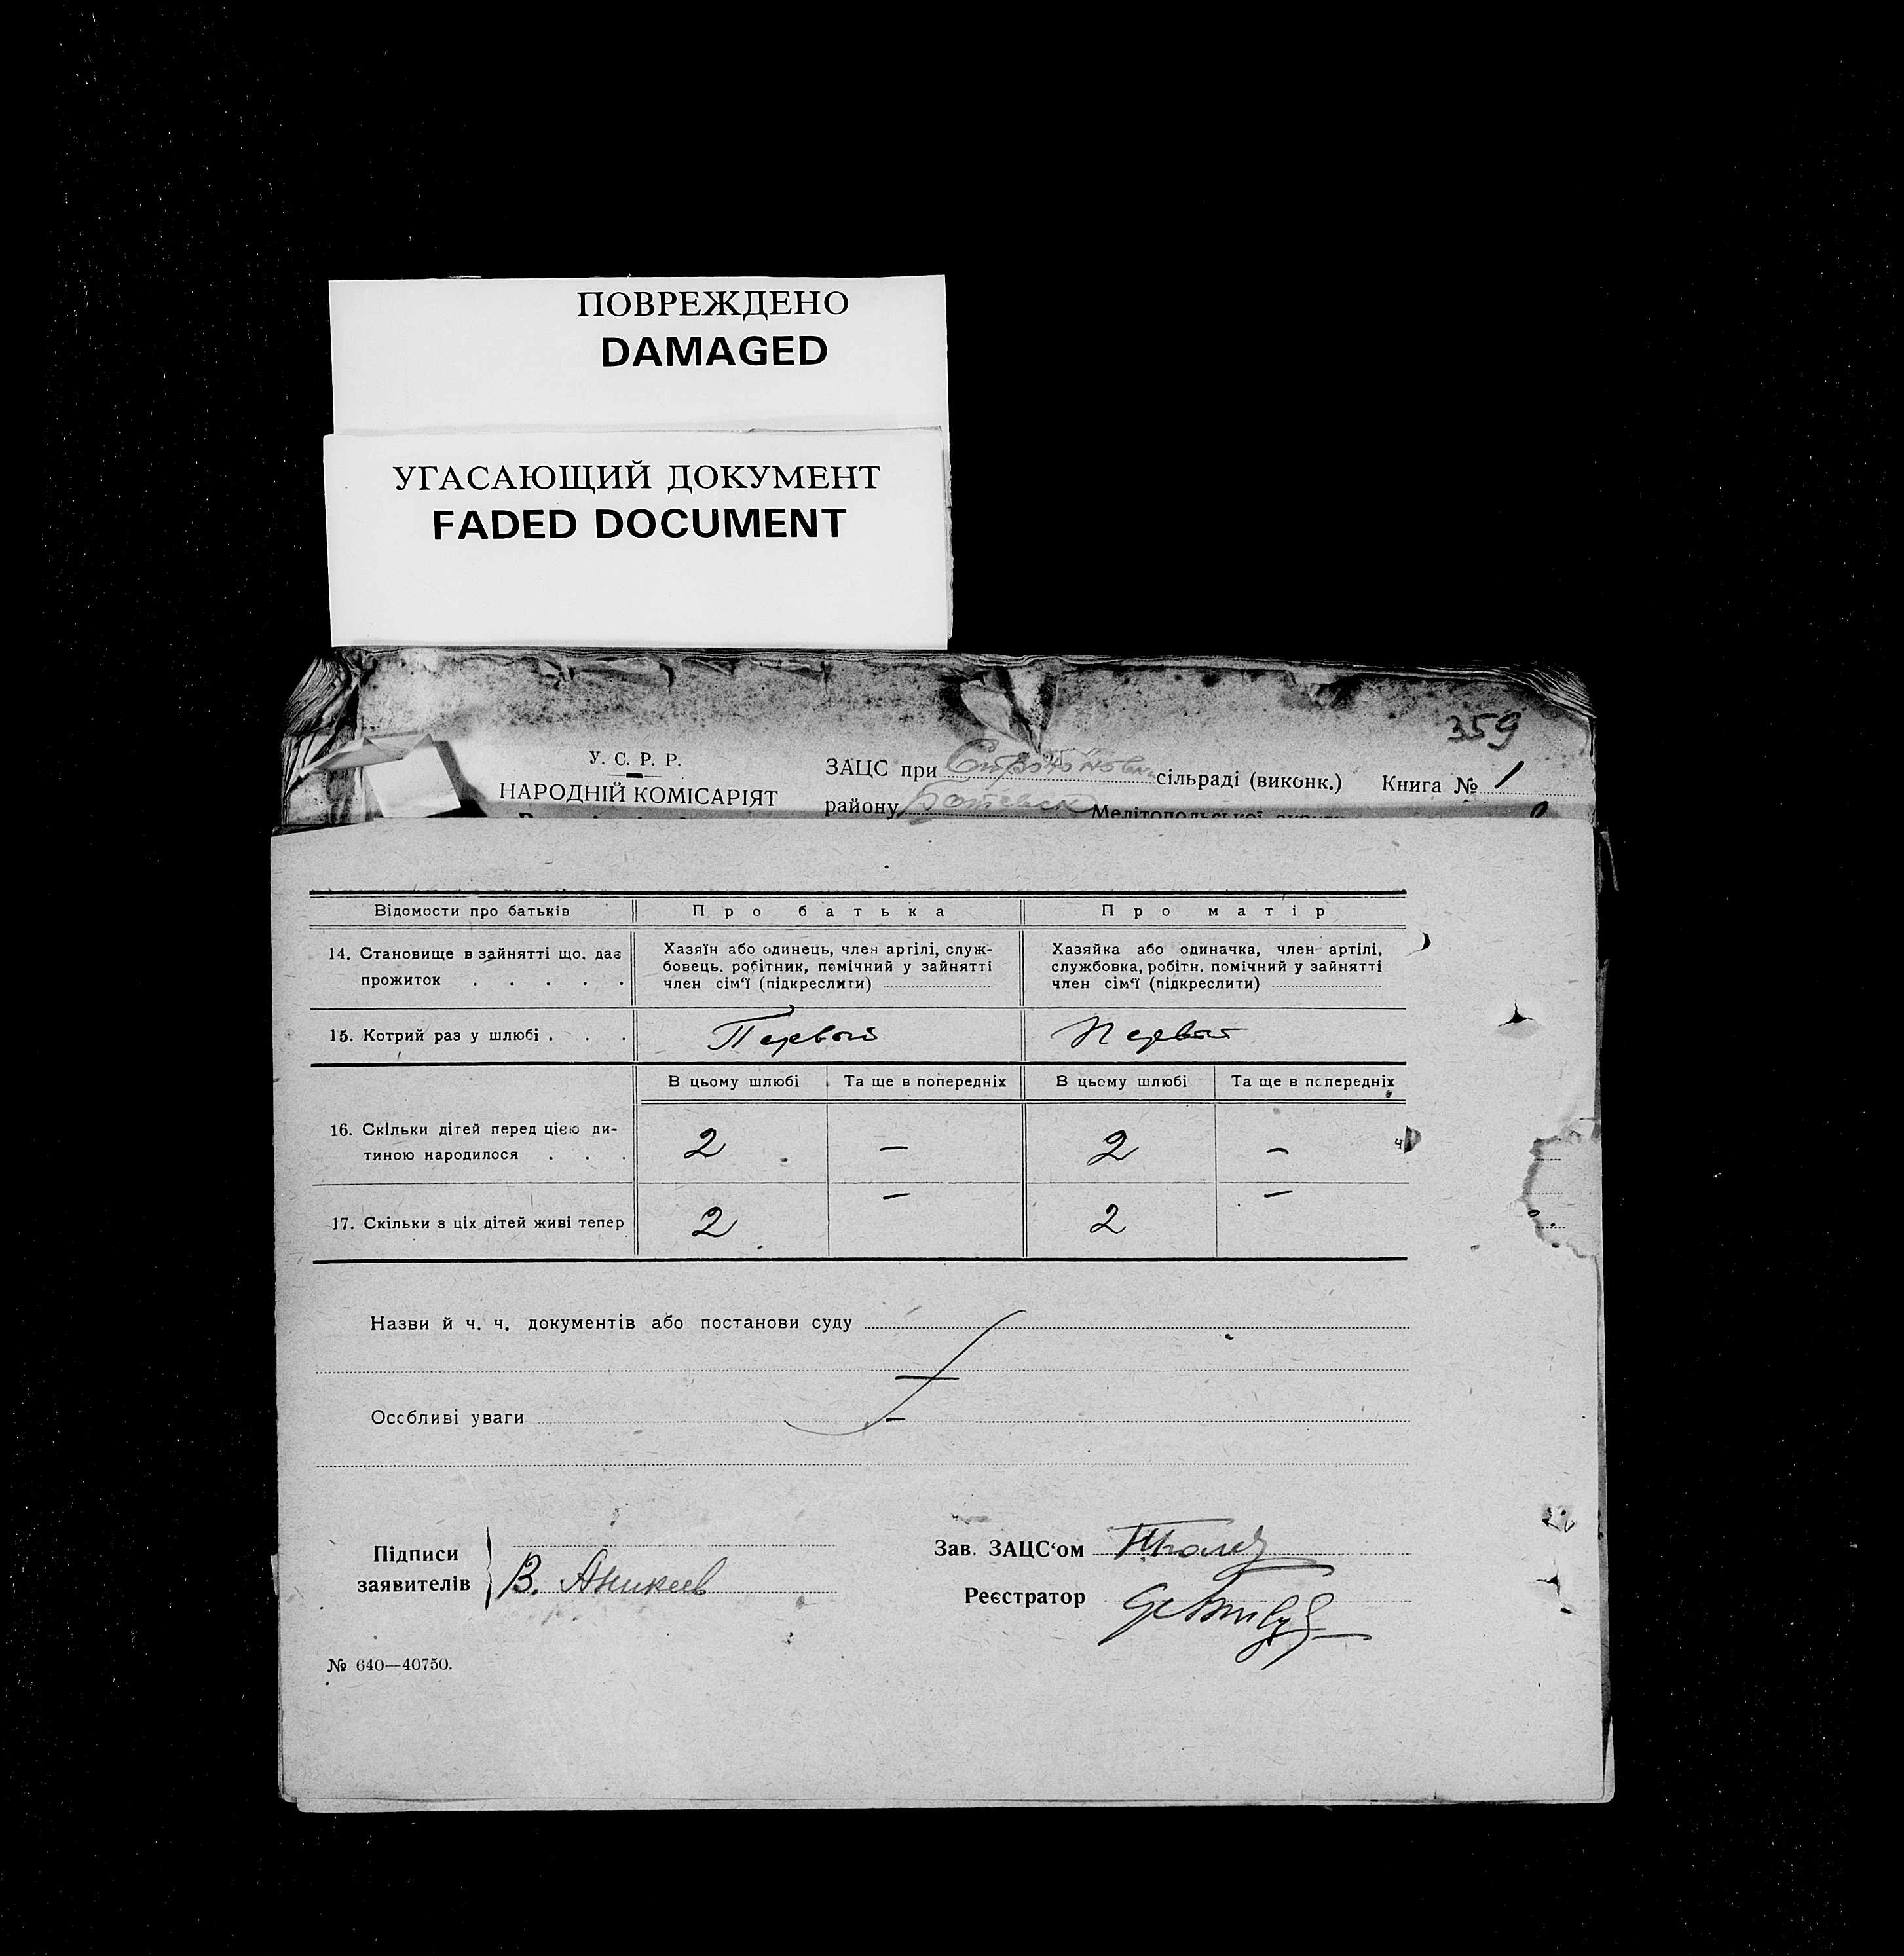 ПОВРЕЖДЕНО
DAMAGED
УГАСАЮЩИЙ ДОКУМЕНТ
FADED DOCUMENT
359
У. С. Р. Р.
НАРОДНІЙ КОМІСАРІЯТ
ЗАЦС при сільраді (виконк.) Книга № 1
району Мелітопольської округи
Відомости про батьків Про батька Про матір
14. Становище в зайнятті що, дає
прожиток . . . . .
Хазяїн або одинець, член артілі, служ-
бовець, робітник, помічний у зайнятті
член сім'ї (підкреслити)
Хазяйка або одиначка, член артілі,
службовка, робітн. помічний у зайнятті
член сім'ї (підкреслити)
15. Котрий раз у шлюбі . . . Первый Первый
В цьому шлюбі Та ще в попередніх В цьому шлюбі Та ще в попередніх
16. Скільки дітей перед цією ди-
тиною народилося . . . 2 — 2 —
17. Скільки з ціх дітей живі тепер 2 — 2 —
Назви й ч. ч. документів або постанови суду
—
Особливі уваги —
Підписи
заявителів
В. Аникеев
Зав. ЗАЦС'ом
Реєстратор
№ 640—40750.